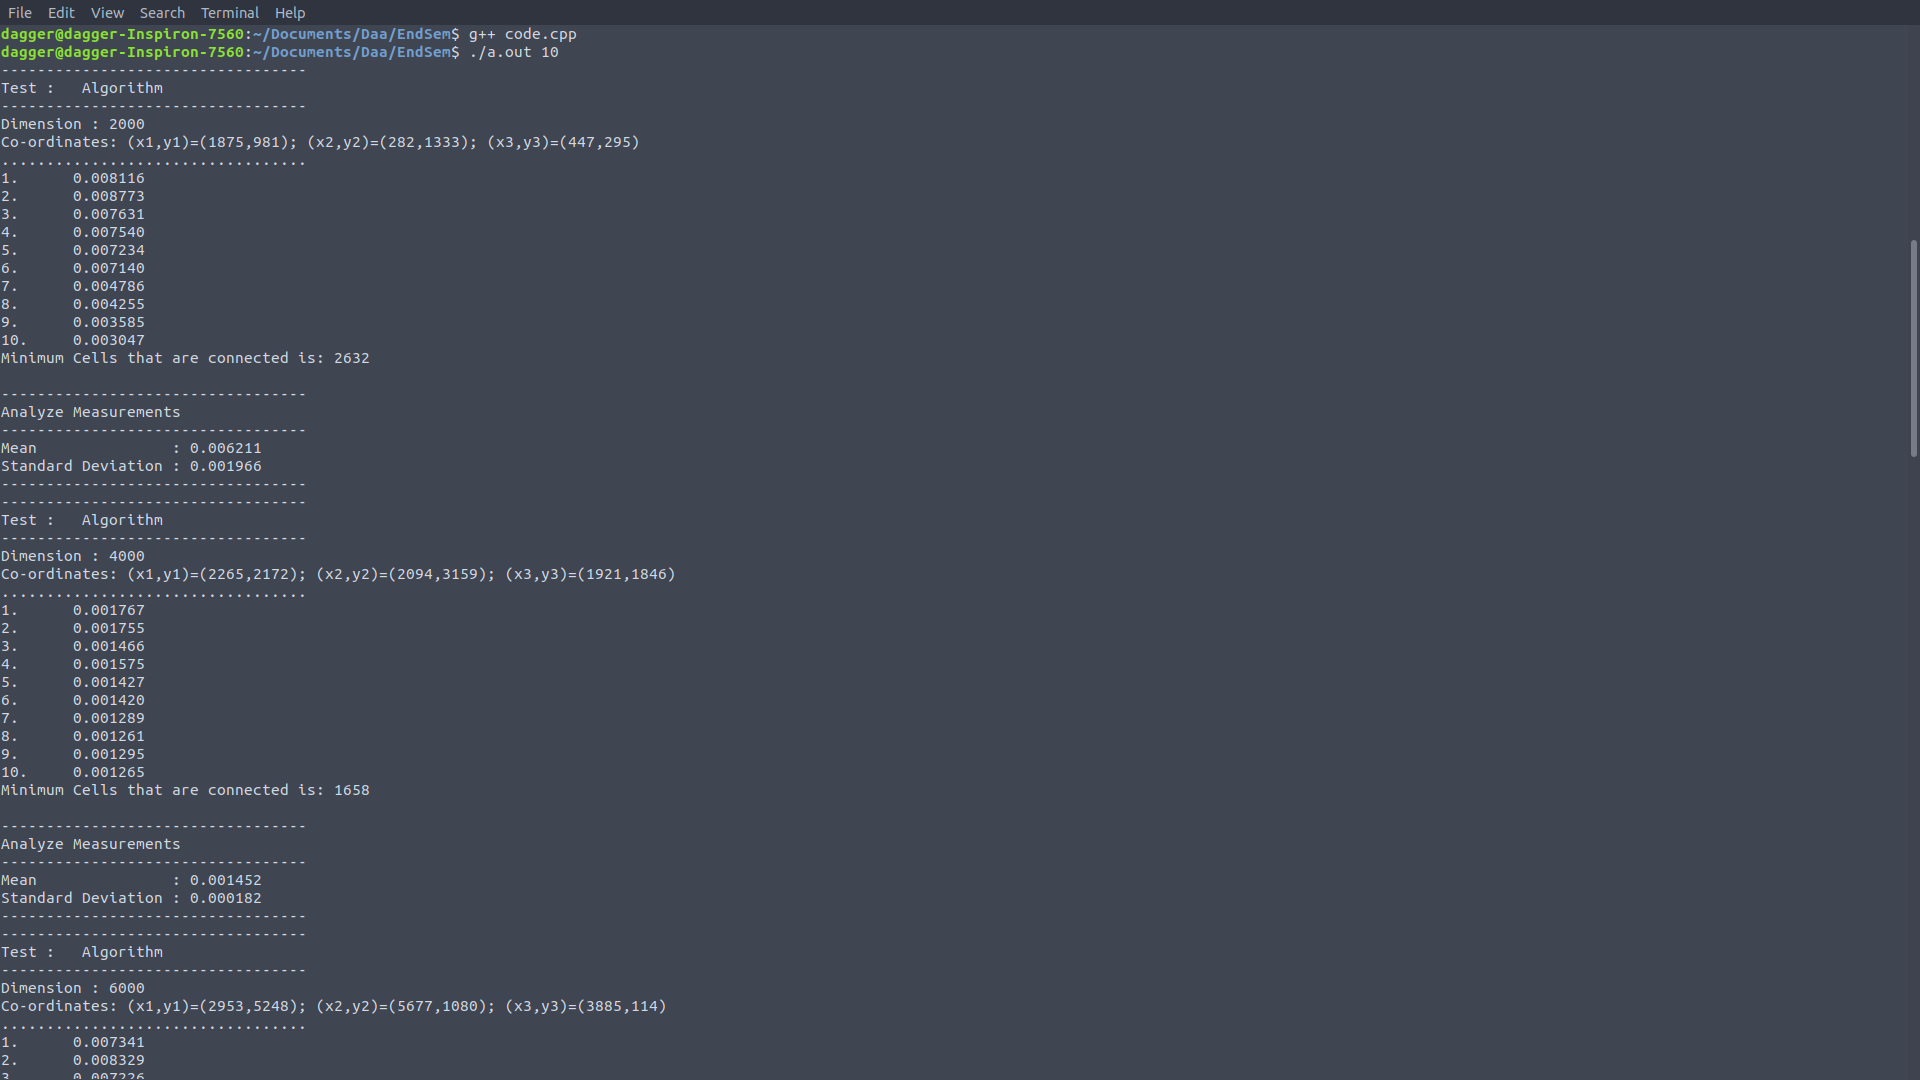 File Edit View Search Terminal Help
dagger@dagger-Inspiron-7560:~/Documents/Daa/EndSem$ g++ code.cpp
dagger@dagger-Inspiron-7560:~/Documents/Daa/EndSem$ ./a.out 10
----------------------------------
Test :   Algorithm
----------------------------------
Dimension : 2000
Co-ordinates: (x1,y1)=(1875,981); (x2,y2)=(282,1333); (x3,y3)=(447,295)
..................................
1.      0.008116
2.      0.008773
3.      0.007631
4.      0.007540
5.      0.007234
6.      0.007140
7.      0.004786
8.      0.004255
9.      0.003585
10.     0.003047
Minimum Cells that are connected is: 2632
----------------------------------
Analyze Measurements
----------------------------------
Mean               : 0.006211
Standard Deviation : 0.001966
----------------------------------
----------------------------------
Test :   Algorithm
----------------------------------
Dimension : 4000
Co-ordinates: (x1,y1)=(2265,2172); (x2,y2)=(2094,3159); (x3,y3)=(1921,1846)
..................................
1.      0.001767
2.      0.001755
3.      0.001466
4.      0.001575
5.      0.001427
6.      0.001420
7.      0.001289
8.      0.001261
9.      0.001295
10.     0.001265
Minimum Cells that are connected is: 1658
----------------------------------
Analyze Measurements
----------------------------------
Mean               : 0.001452
Standard Deviation : 0.000182
----------------------------------
----------------------------------
Test :   Algorithm
----------------------------------
Dimension : 6000
Co-ordinates: (x1,y1)=(2953,5248); (x2,y2)=(5677,1080); (x3,y3)=(3885,114)
..................................
1.      0.007341
2.      0.008329
3.      0.007226